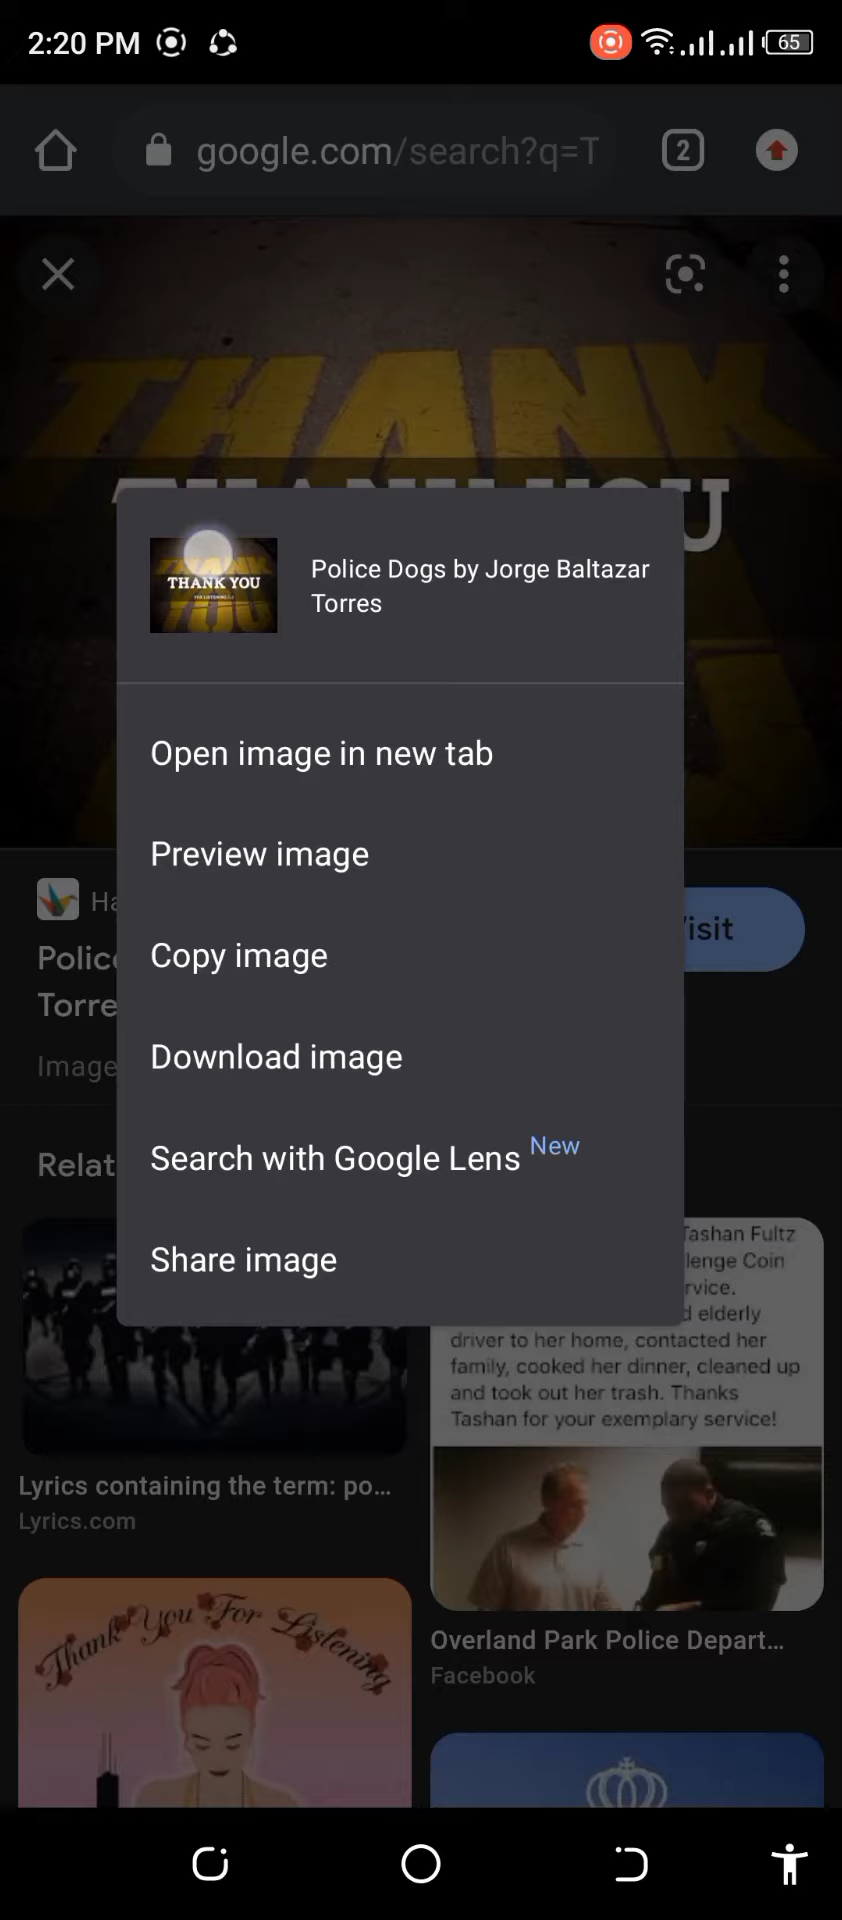 2:20 PM
65
google.com/search?q=T
2
THANK
U
THANK YOU
FOR LISTENING
YOU
Police Dogs by Jorge Baltazar
Torres
Open image in new tab
Preview image
Ha
Visit
Police
Copy image
Torre
Download image
Image
Search with Google Lens New
Relat
Share image
Tashan Fultz
lenge Coin
rvice.
d elderly
driver to her home, contacted her
family, cooked her dinner, cleaned up
and took out her trash. Thanks
Tashan for your exemplary service!
Lyrics containing the term: po...
Lyrics.com
Thank You For Listening
Overland Park Police Depart...
Facebook